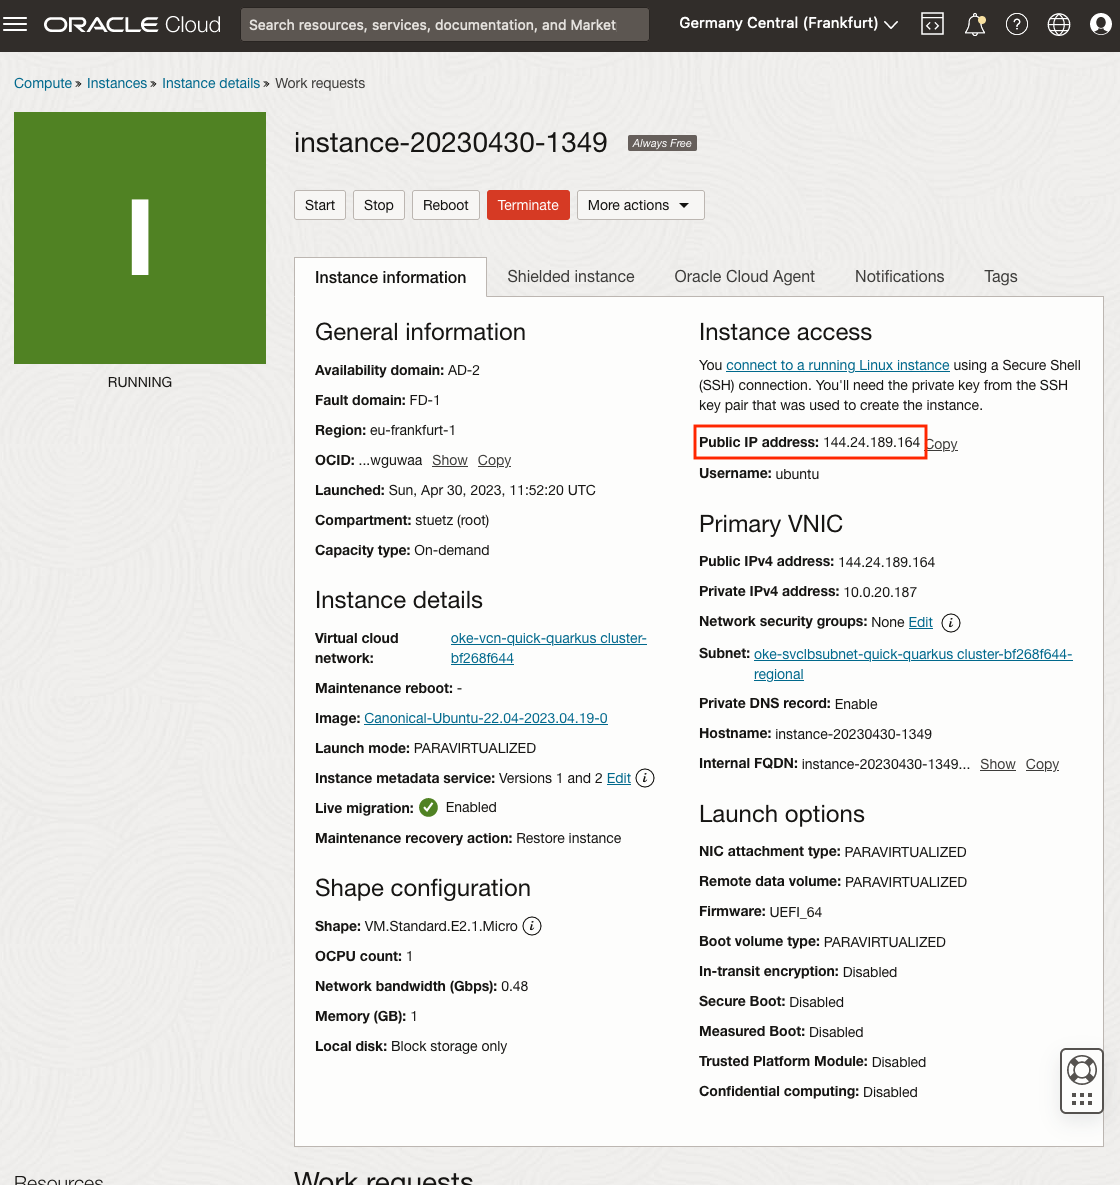 ORACLE Cloud
Search resources, services, documentation, and Market
Germany Central (Frankfurt)
Compute » Instances » Instance details » Work requests
I
RUNNING
instance-20230430-1349 Always Free
Start Stop Reboot Terminate More actions
Instance information Shielded instance Oracle Cloud Agent Notifications Tags
General information
Availability domain: AD-2
Fault domain: FD-1
Region: eu-frankfurt-1
OCID: ...wguwaa Show Copy
Launched: Sun, Apr 30, 2023, 11:52:20 UTC
Compartment: stuetz (root)
Capacity type: On-demand
Instance details
Virtual cloud network: oke-vcn-quick-quarkus cluster-
bf268f644
Maintenance reboot: -
Image: Canonical-Ubuntu-22.04-2023.04.19-0
Launch mode: PARAVIRTUALIZED
Instance metadata service: Versions 1 and 2 Edit
Live migration: Enabled
Maintenance recovery action: Restore instance
Shape configuration
Shape: VM.Standard.E2.1.Micro
OCPU count: 1
Network bandwidth (Gbps): 0.48
Memory (GB): 1
Local disk: Block storage only
Instance access
You connect to a running Linux instance using a Secure Shell
(SSH) connection. You'll need the private key from the SSH
key pair that was used to create the instance.
Public IP address: 144.24.189.164 Copy
Username: ubuntu
Primary VNIC
Public IPv4 address: 144.24.189.164
Private IPv4 address: 10.0.20.187
Network security groups: None Edit
Subnet: oke-svclbsubnet-quick-quarkus cluster-bf268f644-
regional
Private DNS record: Enable
Hostname: instance-20230430-1349
Internal FQDN: instance-20230430-1349... Show Copy
Launch options
NIC attachment type: PARAVIRTUALIZED
Remote data volume: PARAVIRTUALIZED
Firmware: UEFI_64
Boot volume type: PARAVIRTUALIZED
In-transit encryption: Disabled
Secure Boot: Disabled
Measured Boot: Disabled
Trusted Platform Module: Disabled
Confidential computing: Disabled
Resources
Work requests